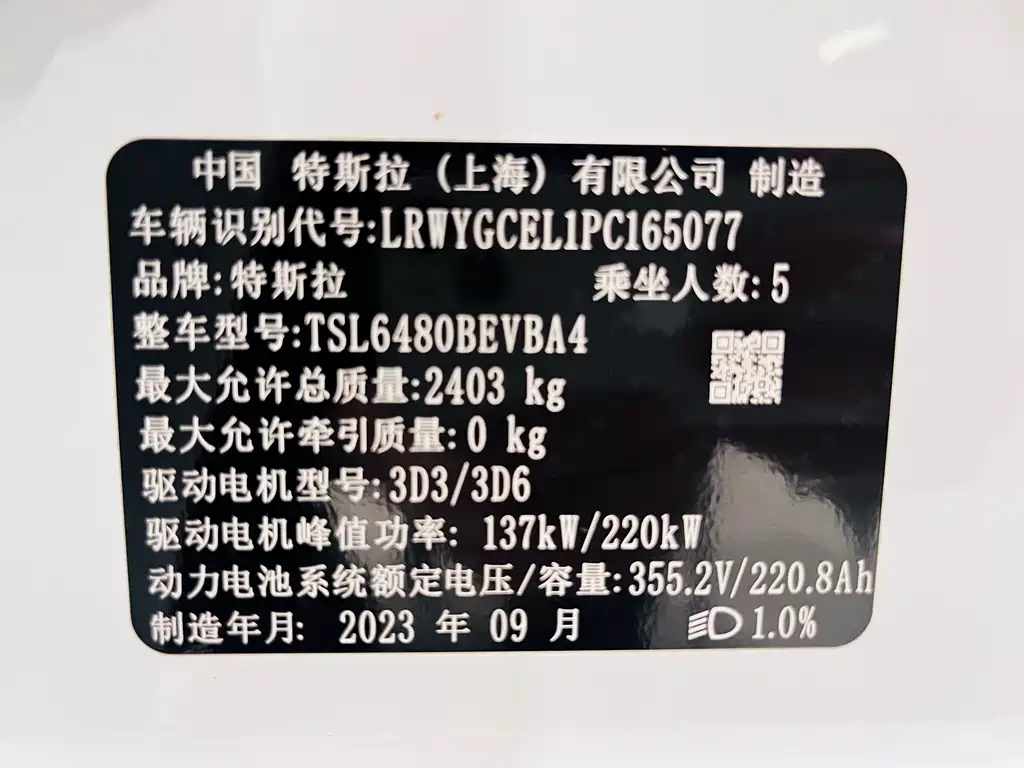 中国 特斯拉（上海）有限公司 制造
车辆识别代号:LRWYGCEL1PC165077
品牌:特斯拉 乘坐人数:5
整车型号:TSL6480BEVBA4
最大允许总质量:2403 kg
最大允许牵引质量:0 kg
驱动电机型号:3D3/3D6
驱动电机峰值功率: 137kW/220kW
动力电池系统额定电压/容量:355.2V/220.8Ah
制造年月: 2023 年 09 月 1.0%